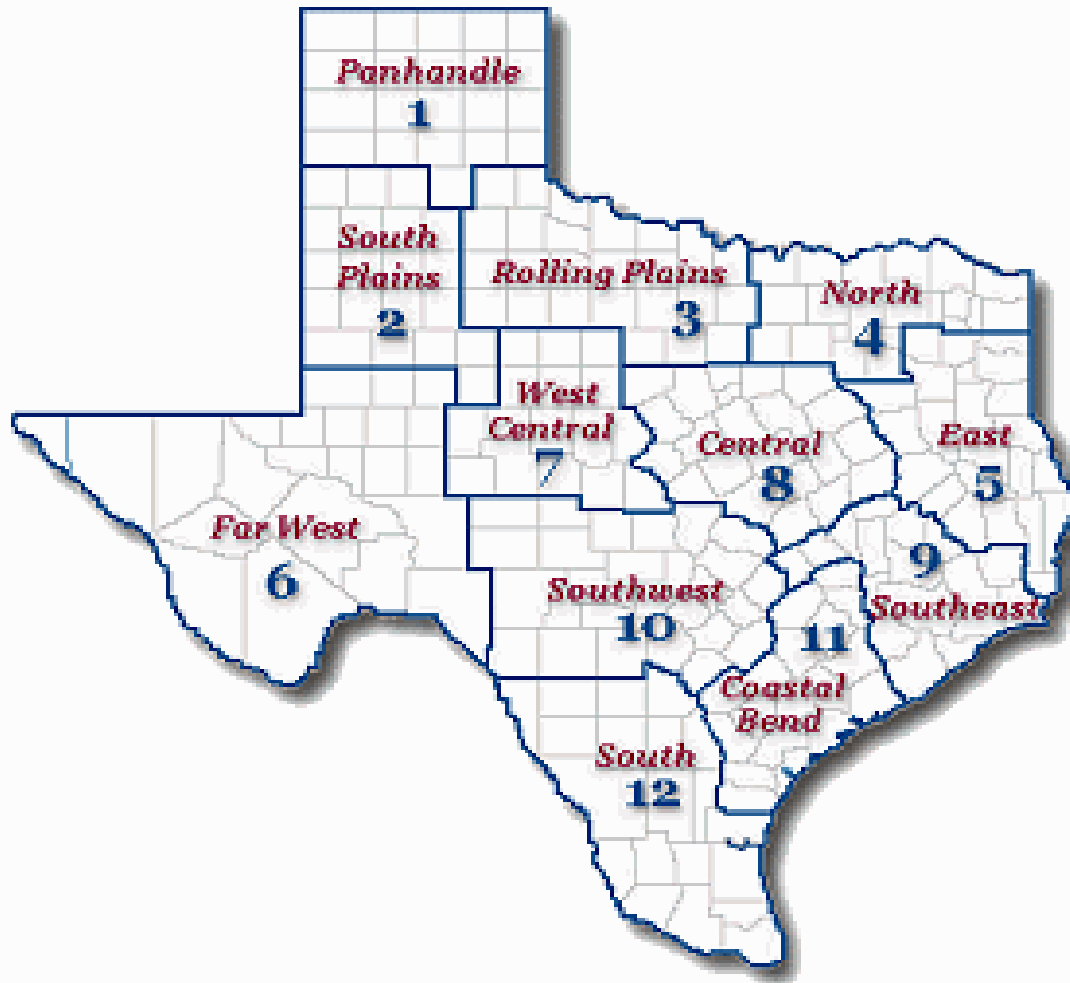 Panhandle
1
South
Plains
2
Rolling Plains
3
North
4
West
Central
7
Central
8
East
5
Far West
6
Southwest
10
9
Southeast
11
Coastal
Bend
South
12